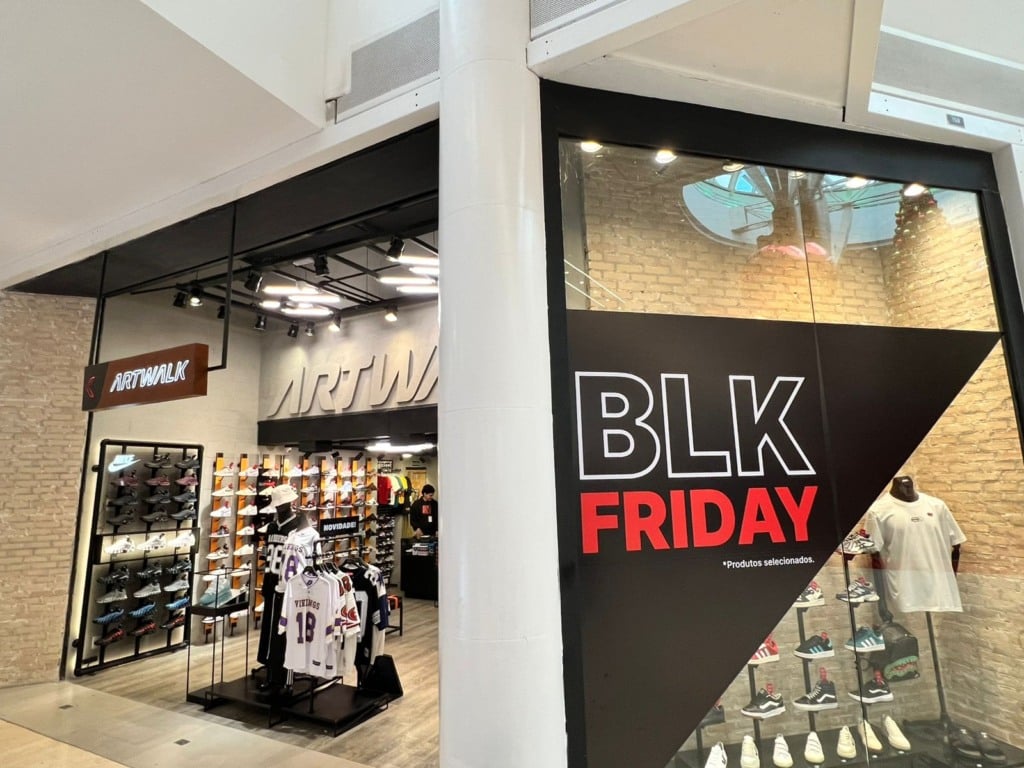 ARTWALK
ARTWA
NOVIDADE!
VIKINGS
18
BLK
FRIDAY
*Produtos selecionados.